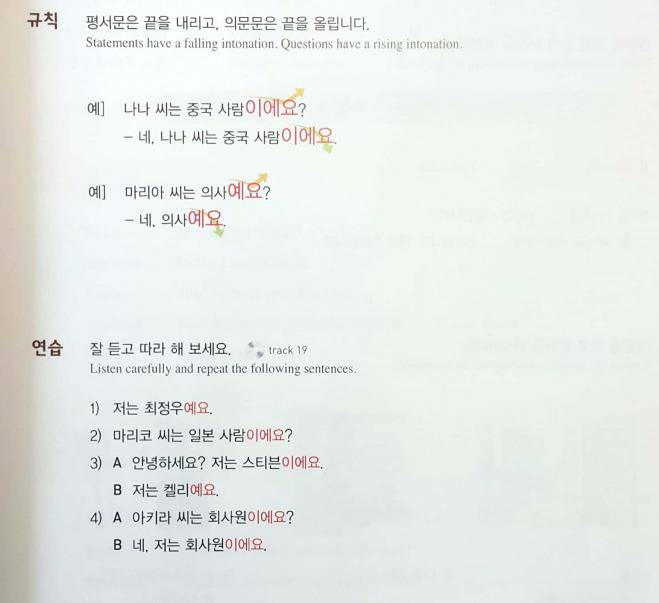 규칙 평서문은 끝을 내리고, 의문문은 끝을 올립니다.
Statements have a falling intonation. Questions have a rising intonation.
예] 나나 씨는 중국 사람이에요?
– 네, 나나 씨는 중국 사람이에요.
예] 마리아 씨는 의사예요?
– 네, 의사예요.
연습 잘 듣고 따라 해 보세요. track 19
Listen carefully and repeat the following sentences.
1) 저는 최정우예요.
2) 마리코 씨는 일본 사람이에요?
3) A 안녕하세요? 저는 스티븐이에요.
B 저는 켈리예요.
4) A 아키라 씨는 회사원이에요?
B 네, 저는 회사원이에요.